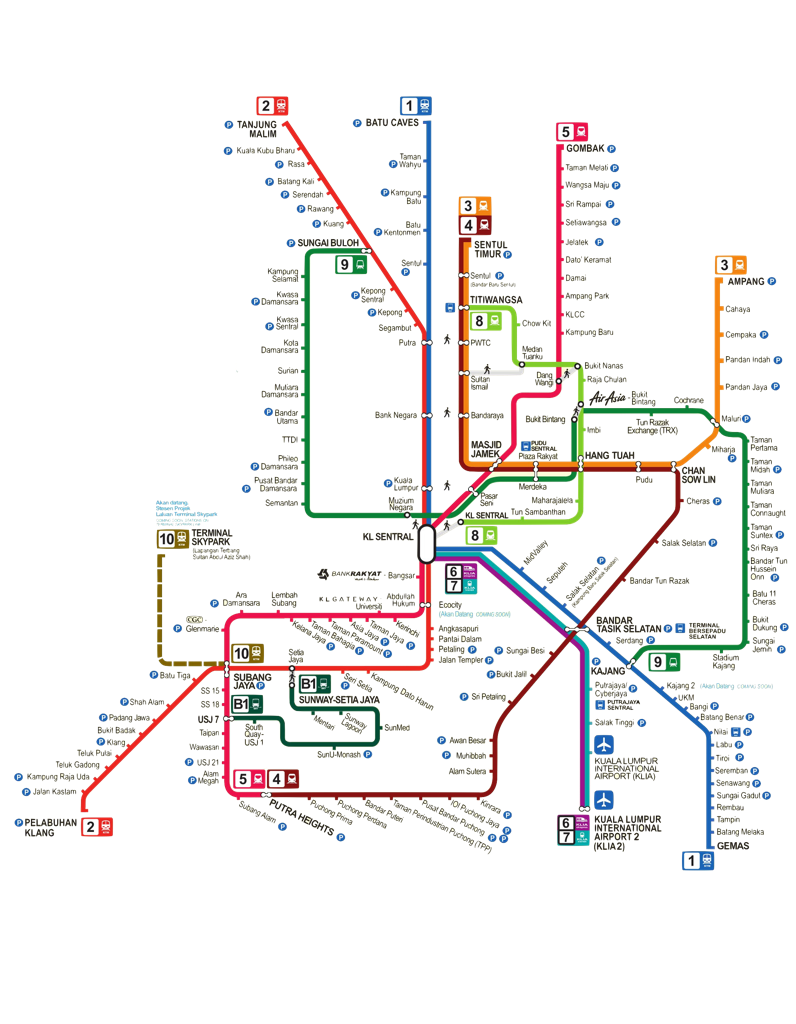 2
1
TANJUNG
MALIM
BATU CAVES
Kuala Kubu Bharu
Rasa
Batang Kali
Serendah
Rawang
Kuang
Taman
Wahyu
Kampung
Batu
Batu
Kentonmen
Sentul
5
GOMBAK
Taman Melati
Wangsa Maju
Sri Rampai
Setiawangsa
Jelatek
Dato' Keramat
Damai
Ampang Park
KLCC
Kampung Baru
Dang
Wangi
3
4
SENTUL
TIMUR
Sentul
(Bandar Baru Sentul)
TITIWANGSA
8
Chow Kit
PWTC
Medan
Tuanku
Sultan
Ismail
Bandaraya
Bukit Nanas
Raja Chulan
AirAsia - Bukit
Bintang
Bukit Bintang
Imbi
3
AMPANG
Cahaya
Cempaka
Pandan Indah
Pandan Jaya
Cochrane
Maluri
Tun Razak
Exchange (TRX)
Miharja
SUNGAI BULOH
9
Kampung
Selamat
Kwasa
Damansara
Kwasa
Sentral
Kota
Damansara
Surian
Mutiara
Damansara
Bandar
Utama
TTDI
Phileo
Damansara
Pusat Bandar
Damansara
Semantan
Muzium
Negara
Kepong
Sentral
Kepong
Segambut
Putra
Bank Negara
Kuala
Lumpur
MASJID
JAMEK
PUDU
SENTRAL
Plaza Rakyat
HANG TUAH
Merdeka
Pudu
CHAN
SOW LIN
Pasar
Seni
Maharajalela
KL SENTRAL
Tun Sambanthan
8
KL SENTRAL
Cheras
Salak Selatan
Bandar Tun Razak
Taman
Pertama
Taman
Midah
Taman
Mutiara
Taman
Connaught
Taman
Suntex
Sri Raya
Bandar Tun
Hussein
Onn
Batu 11
Cheras
Bukit
Dukung
Sungai
Jernih
Stadium
Kajang
9
KAJANG
MidValley
Seputeh
Salak Selatan
(Kampung Baru Salak Selatan)
BANDAR
TASIK SELATAN
TERMINAL
BERSEPADU
SELATAN
Serdang
Kajang 2 (Akan Datang COMING SOON)
UKM
Bangi
Batang Benar
Nilai
Labu
Tiroi
Seremban
Senawang
Sungai Gadut
Rembau
Tampin
Batang Melaka
GEMAS
1
6
7
Putrajaya/
Cyberjaya
PUTRAJAYA
SENTRAL
Salak Tinggi
KUALA LUMPUR
INTERNATIONAL
AIRPORT (KLIA)
6
7
KUALA LUMPUR
INTERNATIONAL
AIRPORT 2
(KLIA2)
BANKRAKYAT - Bangsar
KL GATEWAY - Universiti
Abdullah
Hukum
Ecocity
(Akan Datang COMING SOON)
Angkasapuri
Pantai Dalam
Petaling
Jalan Templer
Kerinchi
Taman Jaya
Asia Jaya
Taman Paramount
Taman Bahagia
Kelana Jaya
Lembah
Subang
Ara
Damansara
CGC -
Glenmarie
Akan datang
Stesen Projek
Laluan Terminal Skypark
10
TERMINAL
SKYPARK
(Lapangan Terbang
Sultan Abdul Aziz Shah)
10
SUBANG
JAYA
Setia
Jaya
Seri Setia
Kampung Dato Harun
B1
SUNWAY-SETIA JAYA
Mentari
Sunway
Lagoon
SunMed
SunU-Monash
South
Quay-
USJ 1
B1
SS 15
SS 18
USJ 7
Taipan
Wawasan
USJ 21
Alam
Megah
Subang Alam
5
4
PUTRA HEIGHTS
Puchong Prima
Puchong Perdana
Bandar Puteri
Taman Perindustrian Puchong (TPP)
Pusat Bandar Puchong
IOI Puchong Jaya
Kinrara
Alam Sutera
Muhibbah
Awan Besar
Sri Petaling
Bukit Jalil
Sungai Besi
Batu Tiga
Shah Alam
Padang Jawa
Bukit Badak
Klang
Teluk Pulai
Teluk Gadong
Kampung Raja Uda
Jalan Kastam
PELABUHAN
KLANG
2